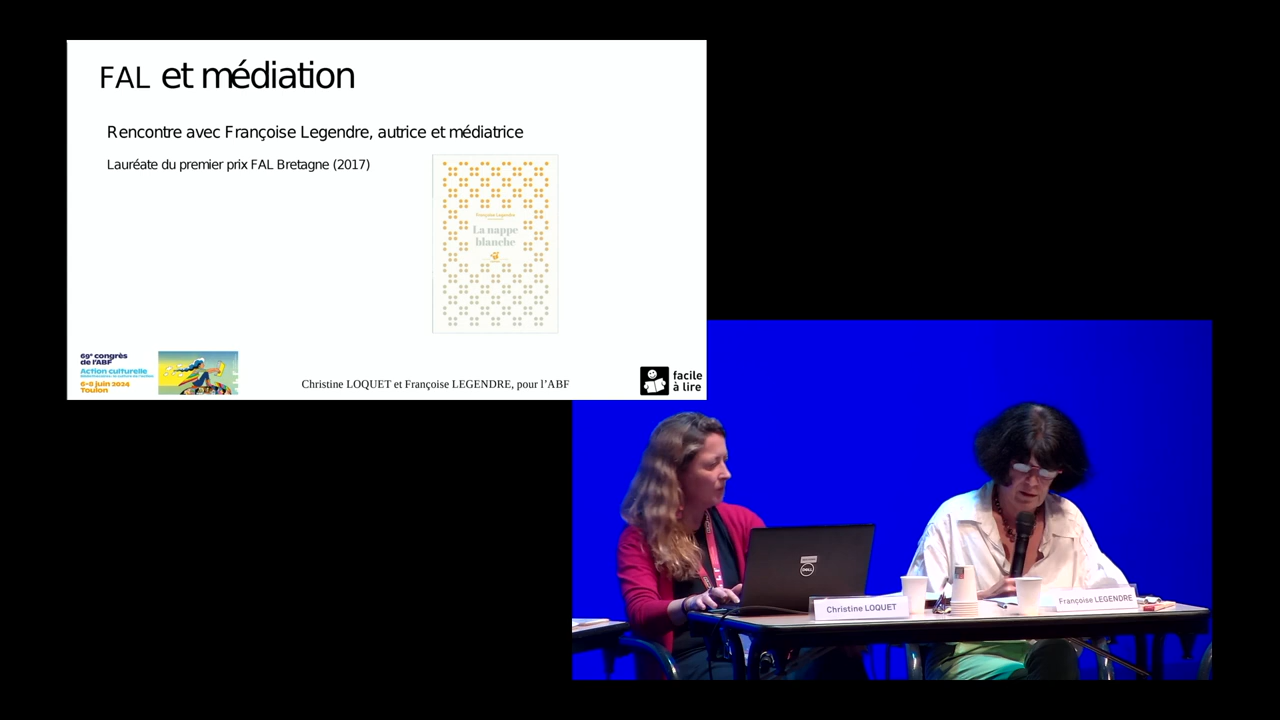 FAL et médiation
Rencontre avec Françoise Legendre, autrice et médiatrice
Lauréate du premier prix FAL Bretagne (2017)
Françoise Legendre
La nappe
blanche
69e congrès
de l'ABF
Action culturelle
6-8 juin 2024
Toulon
Christine LOQUET et Françoise LEGENDRE, pour l'ABF
facile
à lire
DELL
Christine LOQUET
Françoise LEGENDRE